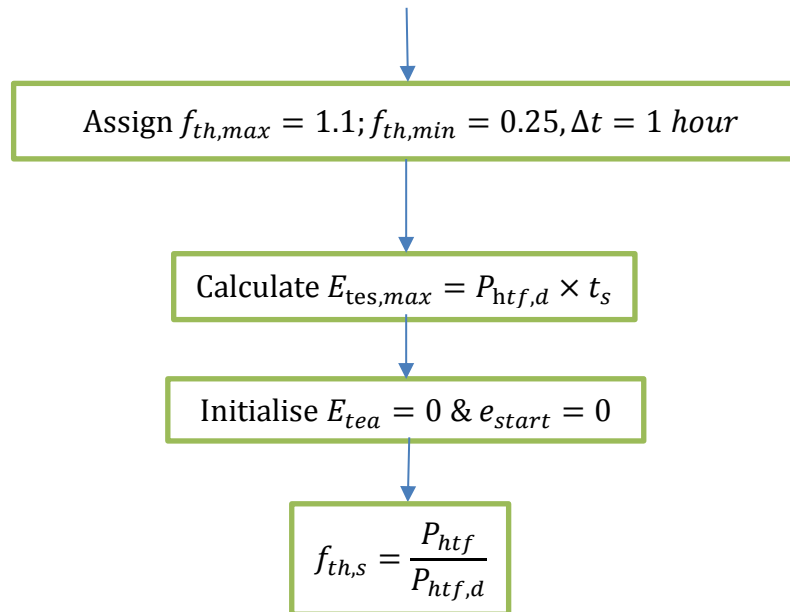 Assign f_{th,max} = 1.1; f_{th,min} = 0.25, Δt = 1 hour
Calculate E_{tes,max} = P_{htf,d} × t_s
Initialise E_{tea} = 0 & e_{start} = 0
f_{th,s} = \frac{P_{htf}}{P_{htf,d}}